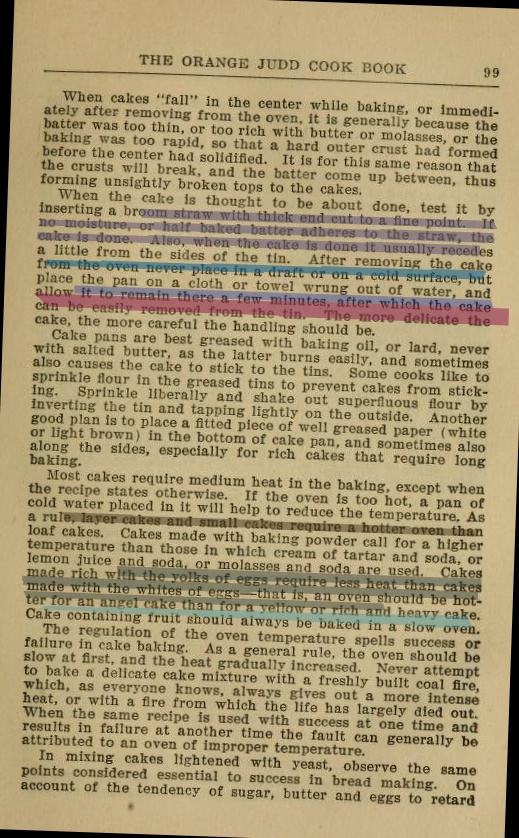 THE ORANGE JUDD COOK BOOK 99
When cakes "fall" in the center while baking, or immedi-
ately after removing from the oven, it is generally because the
batter was too thin, or too rich with butter or molasses, or the
baking was too rapid, so that a hard outer crust had formed
before the center had solidified. It is for this same reason that
the crusts will break, and the batter come up between, thus
forming unsightly broken tops to the cakes.
When the cake is thought to be about done, test it by
inserting a broom straw with thick end cut to a fine point. If
no moisture, or half baked batter adheres to the straw, the
cake is done. Also, when the cake is done it usually recedes
a little from the sides of the tin. After removing the cake
from the oven never place in a draft or on a cold surface, but
place the pan on a cloth or towel wrung out of water, and
allow it to remain there a few minutes, after which the cake
can be easily removed from the tin. The more delicate the
cake, the more careful the handling should be.
Cake pans are best greased with baking oil, or lard, never
with salted butter, as the latter burns easily, and sometimes
also causes the cake to stick to the tins. Some cooks like to
sprinkle flour in the greased tins to prevent cakes from stick-
ing. Sprinkle liberally and shake out superfluous flour by
inverting the tin and tapping lightly on the outside. Another
good plan is to place a fitted piece of well greased paper (white
or light brown) in the bottom of cake pan, and sometimes also
along the sides, especially for rich cakes that require long
baking.
Most cakes require medium heat in the baking, except when
the recipe states otherwise. If the oven is too hot, a pan of
cold water placed in it will help to reduce the temperature. As
a rule, layer cakes and small cakes require a hotter oven than
loaf cakes. Cakes made with baking powder call for a higher
temperature than those in which cream of tartar and soda, or
lemon juice and soda, or molasses and soda are used. Cakes
made rich with the yolks of eggs require less heat than cakes
made with the whites of eggs—that is, an oven should be hot-
ter for an angel cake than for a yellow or rich and heavy cake.
Cake containing fruit should always be baked in a slow oven.
The regulation of the oven temperature spells success or
failure in cake baking. As a general rule, the oven should be
slow at first, and the heat gradually increased. Never attempt
to bake a delicate cake mixture with a freshly built coal fire,
which, as everyone knows, always gives out a more intense
heat, or with a fire from which the life has largely died out.
When the same recipe is used with success at one time and
results in failure at another time the fault can generally be
attributed to an oven of improper temperature.
In mixing cakes lightened with yeast, observe the same
points considered essential to success in bread making. On
account of the tendency of sugar, butter and eggs to retard